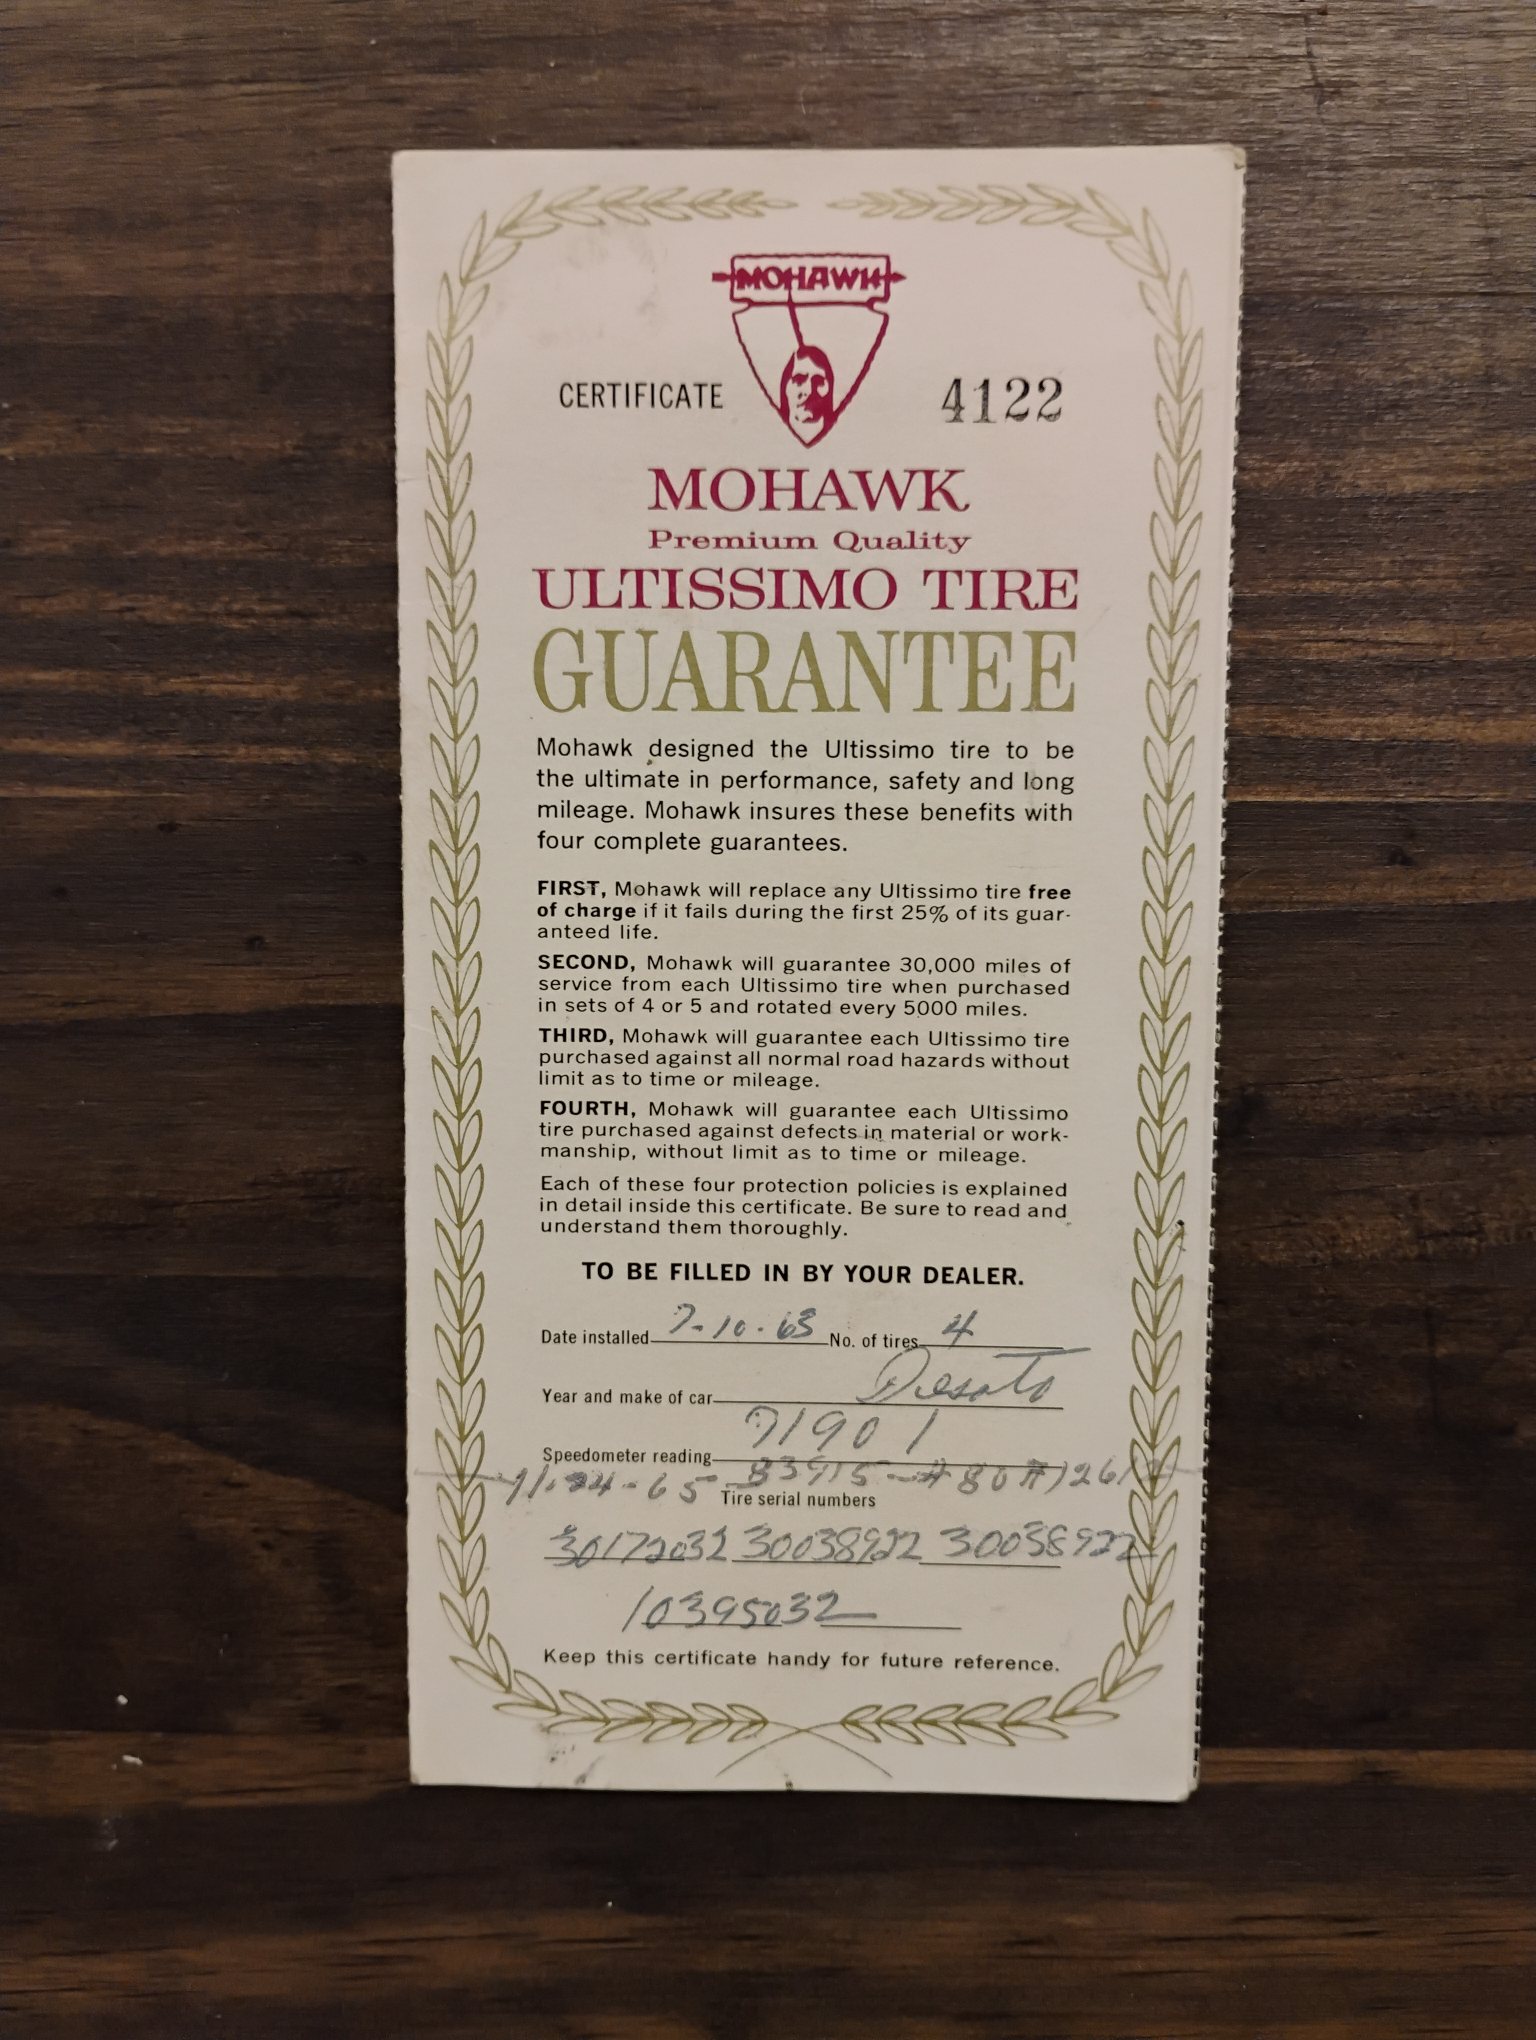 MOHAWK
CERTIFICATE 4122
MOHAWK
Premium Quality
ULTISSIMO TIRE
GUARANTEE
Mohawk designed the Ultissimo tire to be
the ultimate in performance, safety and long
mileage. Mohawk insures these benefits with
four complete guarantees.
FIRST, Mohawk will replace any Ultissimo tire free
of charge if it fails during the first 25% of its guar-
anteed life.
SECOND, Mohawk will guarantee 30,000 miles of
service from each Ultissimo tire when purchased
in sets of 4 or 5 and rotated every 5000 miles.
THIRD, Mohawk will guarantee each Ultissimo tire
purchased against all normal road hazards without
limit as to time or mileage.
FOURTH, Mohawk will guarantee each Ultissimo
tire purchased against defects in material or work-
manship, without limit as to time or mileage.
Each of these four protection policies is explained
in detail inside this certificate. Be sure to read and
understand them thoroughly.
TO BE FILLED IN BY YOUR DEALER.
Date installed 7-10-63 No. of tires 4
Year and make of car Desoto
Speedometer reading 71901
11-24-65 83915
Tire serial numbers
30172032 30038922 30038922
10395032
Keep this certificate handy for future reference.